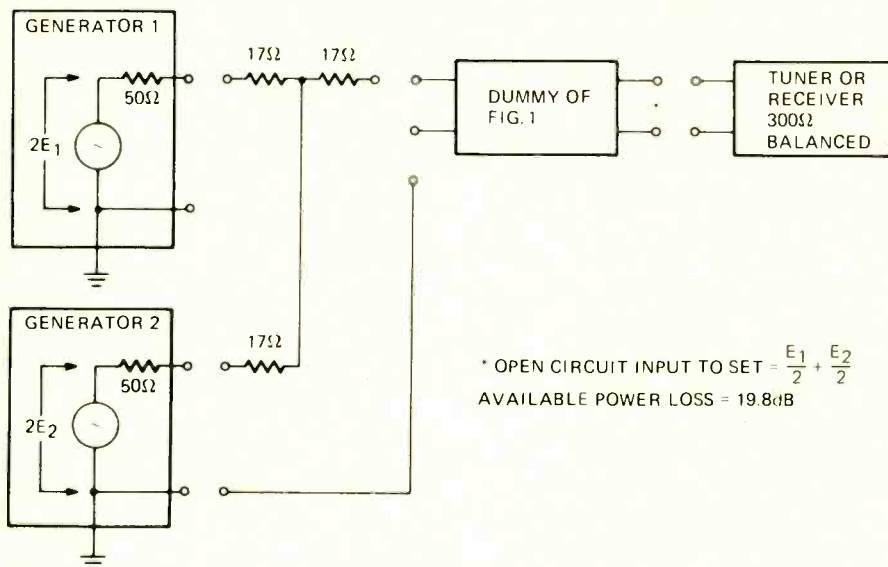 GENERATOR 1
50Ω
2E1
17Ω 17Ω
DUMMY OF
FIG. 1
TUNER OR
RECEIVER
300Ω
BALANCED
GENERATOR 2
50Ω
2E2
17Ω
* OPEN CIRCUIT INPUT TO SET = E1/2 + E2/2
AVAILABLE POWER LOSS = 19.8dB